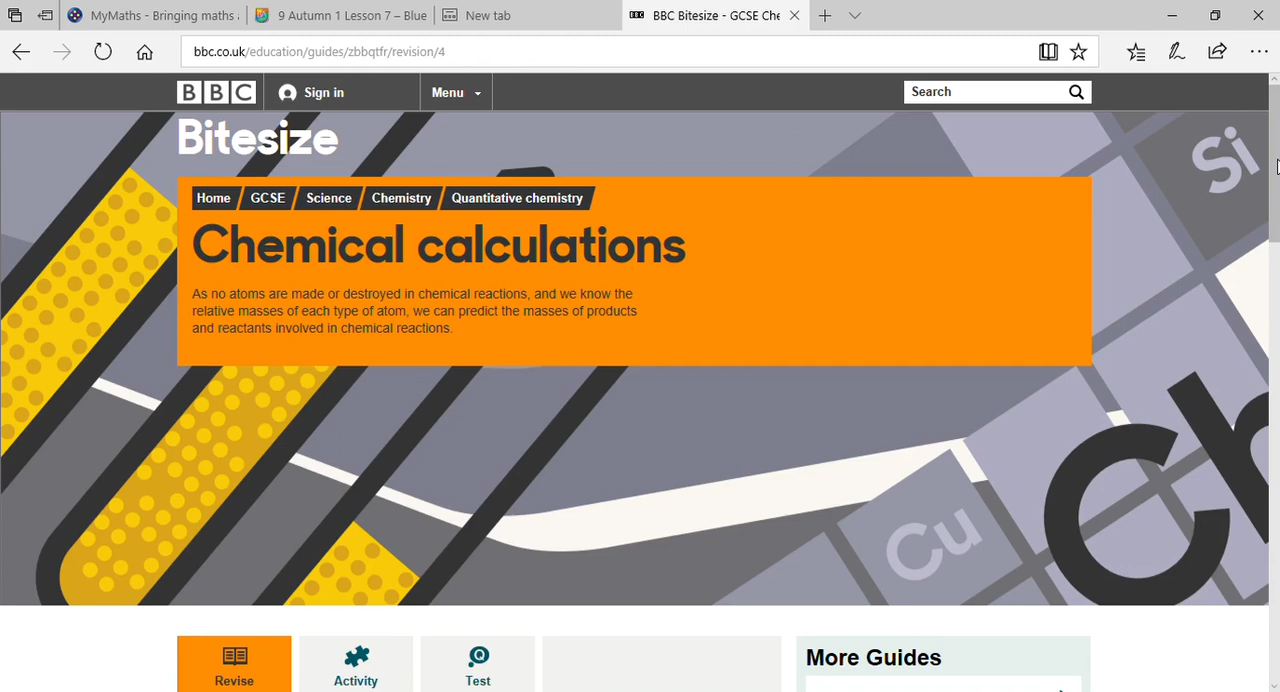 MyMaths - Bringing maths
9 Autumn 1 Lesson 7 – Blue
New tab
BBC Bitesize - GCSE Che
bbc.co.uk/education/guides/zbbqtfr/revision/4
BBC
Sign in
Menu
Search
Bitesize
Home
GCSE
Science
Chemistry
Quantitative chemistry
Chemical calculations
As no atoms are made or destroyed in chemical reactions, and we know the
relative masses of each type of atom, we can predict the masses of products
and reactants involved in chemical reactions.
Si
Cu
Ch
Revise
Activity
Test
More Guides